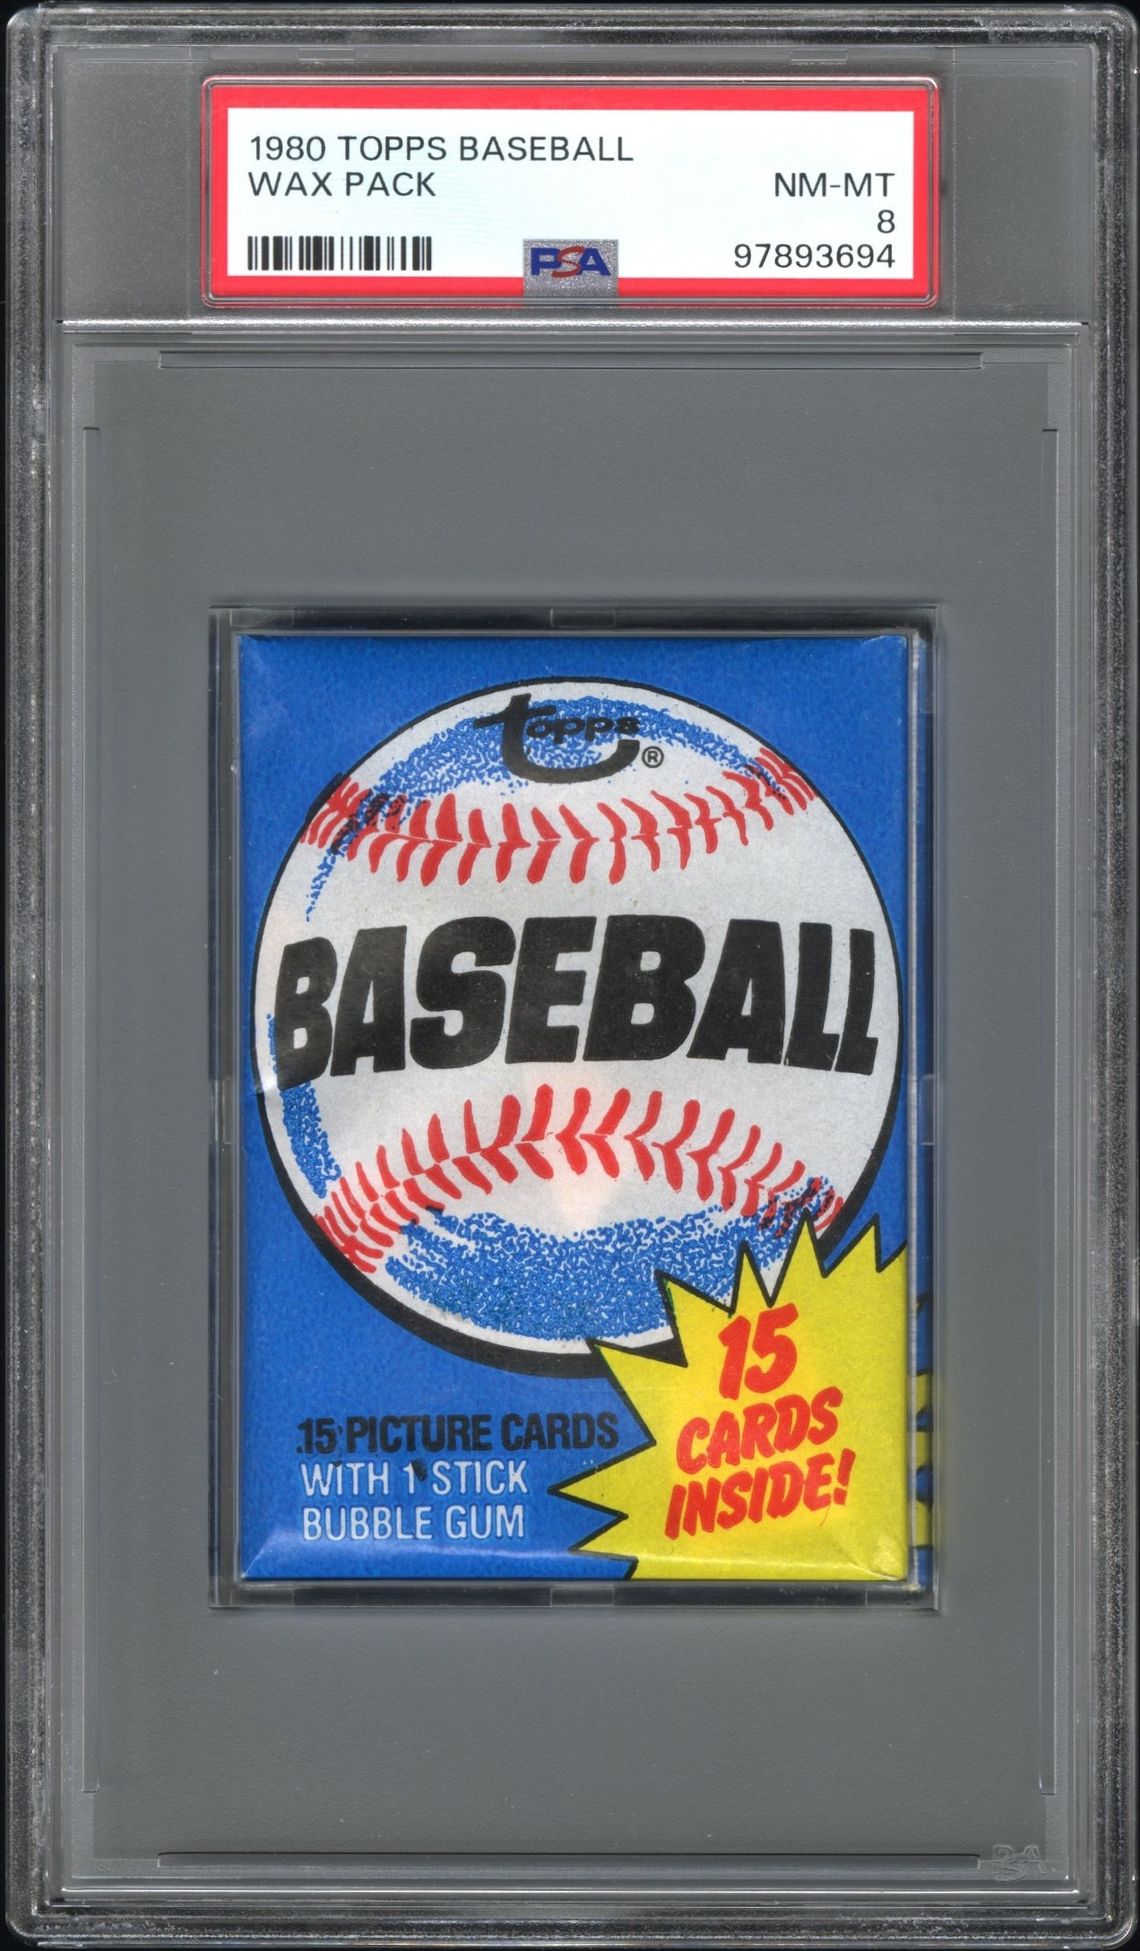 1980 TOPPS BASEBALL
WAX PACK
NM-MT
8
97893694
PSA
topps®
BASEBALL
15 PICTURE CARDS
WITH 1 STICK
BUBBLE GUM
15
CARDS
INSIDE!
PSA